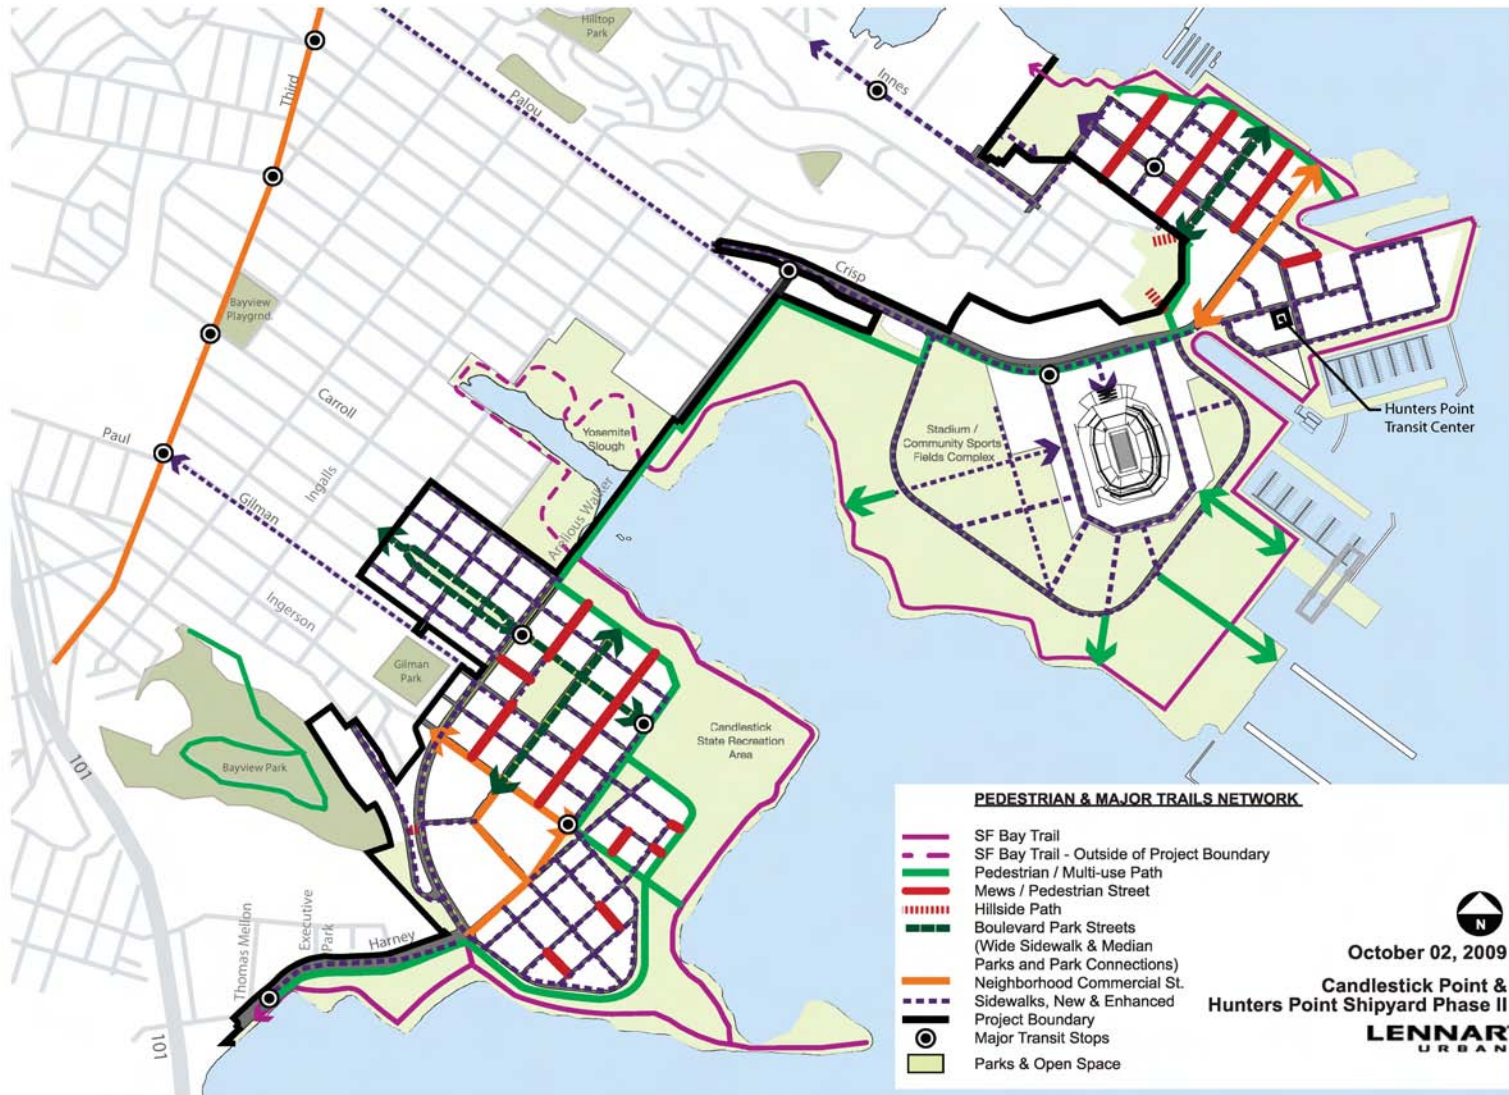 Hilltop
Park
Third
Innes
Palou
Crisp
Bayview
Playgrnd.
Carroll
Paul
Yosemite
Slough
Stadium /
Community Sports
Fields Complex
Hunters Point
Transit Center
Ingalls
Gilman
Arelious Walker
Ingerson
Gilman
Park
Candlestick
State Recreation
Area
101
Bayview Park
Thomas Mellon
Executive
Park
Harney
101
PEDESTRIAN & MAJOR TRAILS NETWORK
SF Bay Trail
SF Bay Trail - Outside of Project Boundary
Pedestrian / Multi-use Path
Mews / Pedestrian Street
Hillside Path
Boulevard Park Streets
(Wide Sidewalk & Median
Parks and Park Connections)
Neighborhood Commercial St.
Sidewalks, New & Enhanced
Project Boundary
Major Transit Stops
Parks & Open Space
N
October 02, 2009
Candlestick Point &
Hunters Point Shipyard Phase II
LENNAR
URBAN